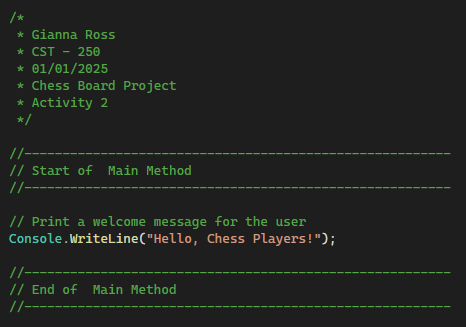 /*
 * Gianna Ross
 * CST - 250
 * 01/01/2025
 * Chess Board Project
 * Activity 2
 */
//------------------------------------------------------
// Start of  Main Method
//------------------------------------------------------
// Print a welcome message for the user
Console.WriteLine("Hello, Chess Players!");
//------------------------------------------------------
// End of  Main Method
//------------------------------------------------------